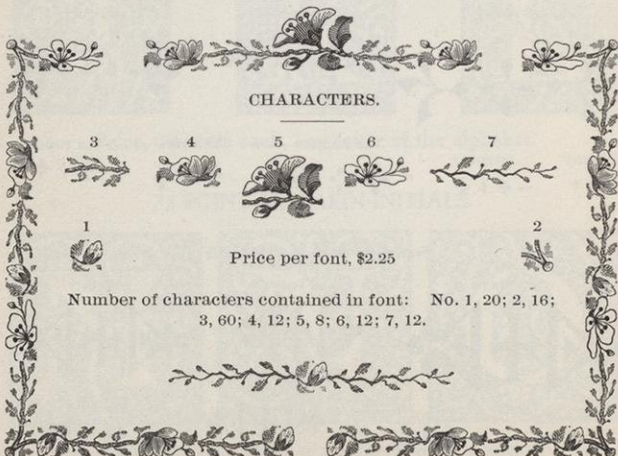 CHARACTERS.
3 4 5 6 7
1 2
Price per font, $2.25
Number of characters contained in font: No. 1, 20; 2, 16;
3, 60; 4, 12; 5, 8; 6, 12; 7, 12.